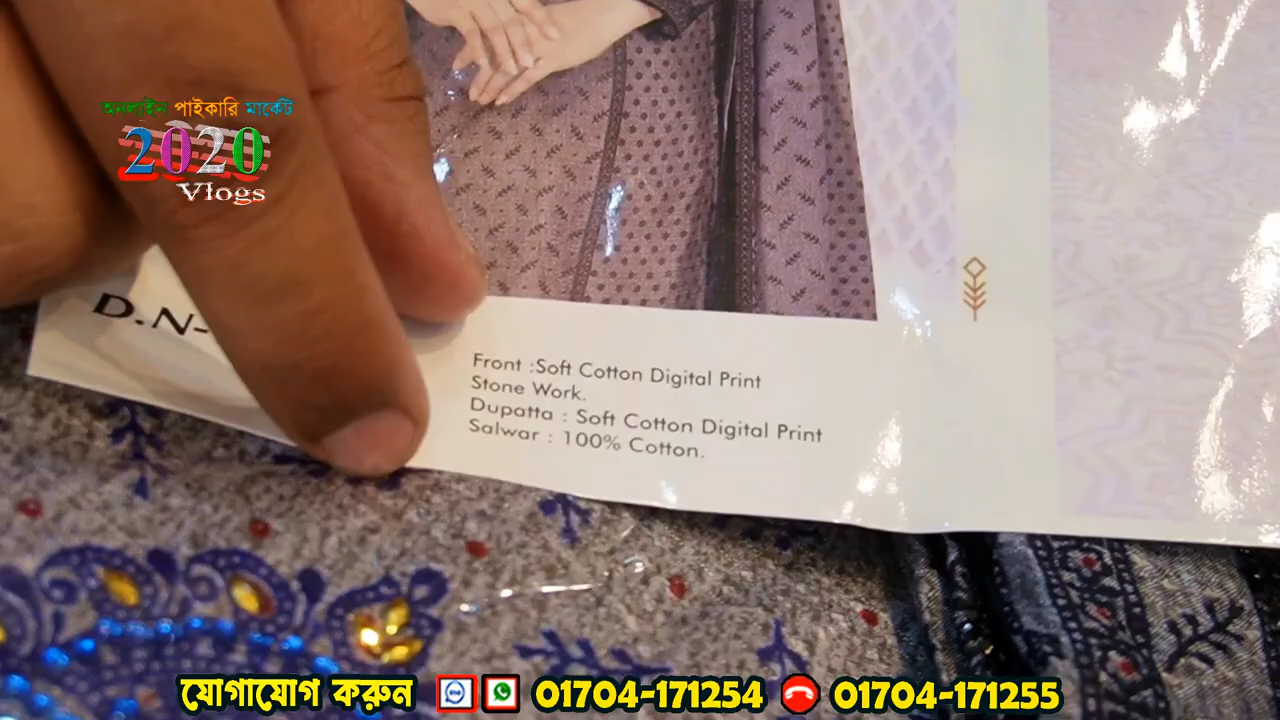 অনলাইন পাইকারি মার্কেট
2020
Vlogs
D.N-
Front :Soft Cotton Digital Print
Stone Work.
Dupatta : Soft Cotton Digital Print
Salwar : 100% Cotton.
যোগাযোগ করুন 01704-171254 01704-171255